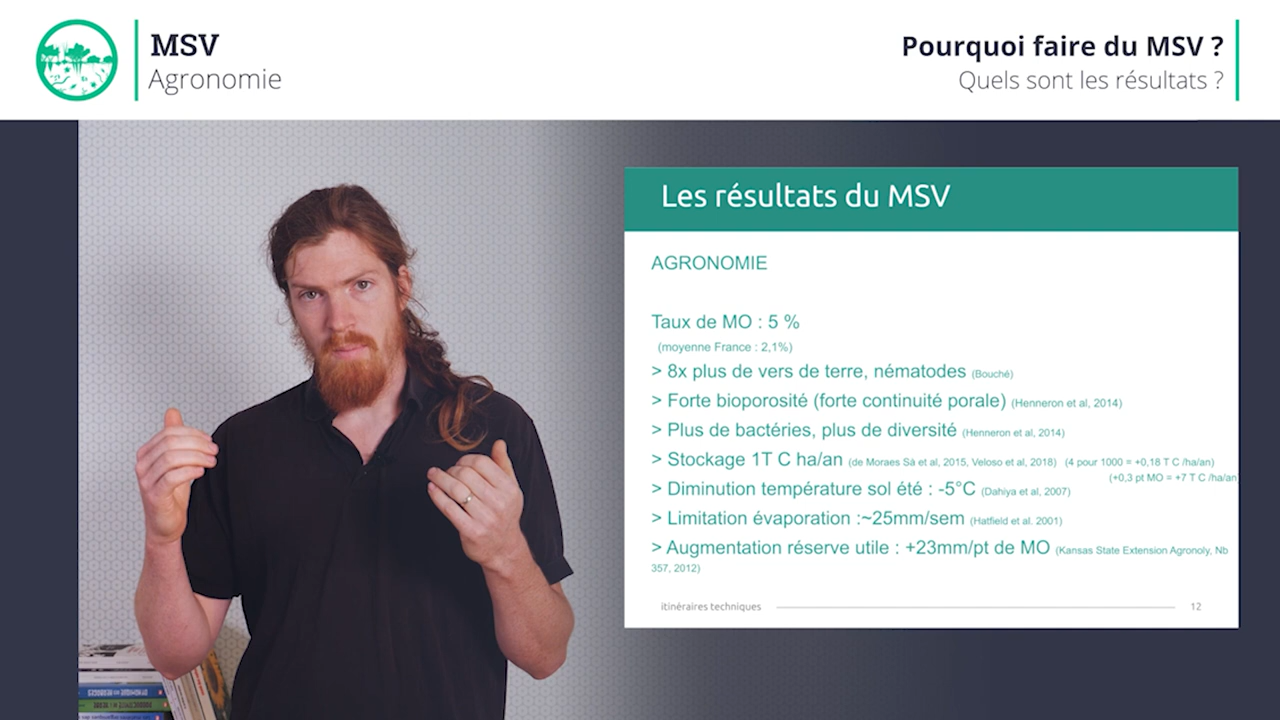 MSV
Agronomie
Pourquoi faire du MSV ?
Quels sont les résultats ?
Les résultats du MSV
AGRONOMIE
Taux de MO : 5 %
(moyenne France : 2,1%)
> 8x plus de vers de terre, nématodes (Bouché)
> Forte bioporosité (forte continuité porale) (Henneron et al, 2014)
> Plus de bactéries, plus de diversité (Henneron et al, 2014)
> Stockage 1T C ha/an (de Moraes Sà et al, 2015, Veloso et al, 2018) (4 pour 1000 = +0,18 T C /ha/an)
(+0,3 pt MO = +7 T C /ha/an
> Diminution température sol été : -5°C (Dahiya et al, 2007)
> Limitation évaporation :~25mm/sem (Hatfield et al. 2001)
> Augmentation réserve utile : +23mm/pt de MO (Kansas State Extension Agronoly, Nb
357, 2012)
itinéraires techniques 12